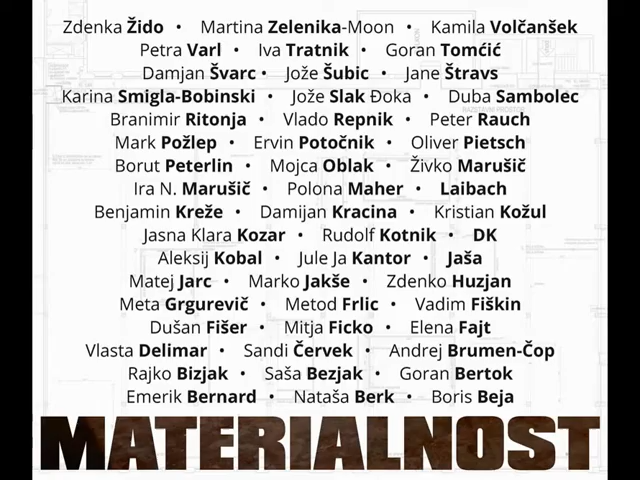 Zdenka Žido • Martina Zelenika-Moon • Kamila Volčanšek
Petra Varl • Iva Tratnik • Goran Tomčić
Damjan Švarc • Jože Šubic • Jane Štravs
Karina Smigla-Bobinski • Jože Slak Đoka • Duba Sambolec
Branimir Ritonja • Vlado Repnik • Peter Rauch
Mark Požlep • Ervin Potočnik • Oliver Pietsch
Borut Peterlin • Mojca Oblak • Živko Marušič
Ira N. Marušič • Polona Maher • Laibach
Benjamin Kreže • Damijan Kracina • Kristian Kožul
Jasna Klara Kozar • Rudolf Kotnik • DK
Aleksij Kobal • Jule Ja Kantor • Jaša
Matej Jarc • Marko Jakše • Zdenko Huzjan
Meta Grgurevič • Metod Frlic • Vadim Fiškin
Dušan Fišer • Mitja Ficko • Elena Fajt
Vlasta Delimar • Sandi Červek • Andrej Brumen-Čop
Rajko Bizjak • Saša Bezjak • Goran Bertok
Emerik Bernard • Nataša Berk • Boris Beja
MATERIALNOST